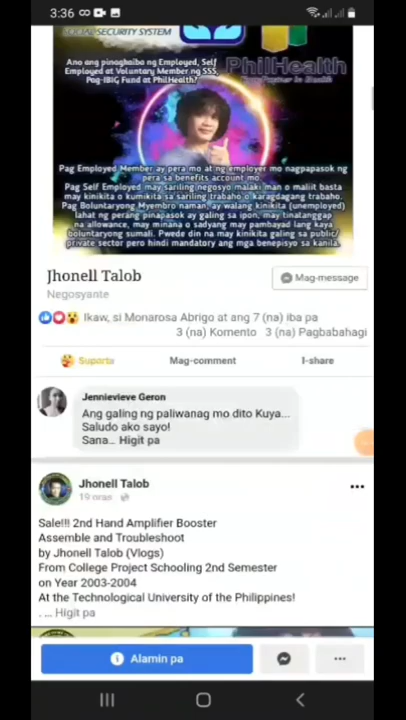 3:36
SOCIAL SECURITY SYSTEM
Ano ang pinagkaiba ng Employed, Self
Employed at Voluntary Member ng SSS,
Pag-IBIG Fund at PhilHealth?
PhilHealth
Your Partner in Health
Pag Employed Member ay pera mo at ng employer mo nagpapasok ng
pera sa benefits account mo.
Pag Self Employed may sariling negosyo malaki man o maliit basta
may kinikita o kumikita sa sariling trabaho o karagdagang trabaho.
Pag Boluntaryong Myembro naman, ay walang kinikita (unemployed)
lahat ng perang pinapasok ay galing sa ipon, may tinatanggap
na allowance, may minana o sadyang may pambayad lang kaya
boluntaryong sumali. Pwede din na may kinikita galing sa public/
private sector pero hindi mandatory ang mga benepisyo sa kanila.
Jhonell Talob
Mag-message
Negosyante
Ikaw, si Monarosa Abrigo at ang 7 (na) iba pa
3 (na) Komento 3 (na) Pagbabahagi
Suporta
Mag-comment
I-share
Jennievieve Geron
Ang galing ng paliwanag mo dito Kuya...
Saludo ako sayo!
Sana... Higit pa
Jhonell Talob
19 oras
Sale!!! 2nd Hand Amplifier Booster
Assemble and Troubleshoot
by Jhonell Talob (Vlogs)
From College Project Schooling 2nd Semester
on Year 2003-2004
At the Technological University of the Philippines!
. ... Higit pa
Alamin pa